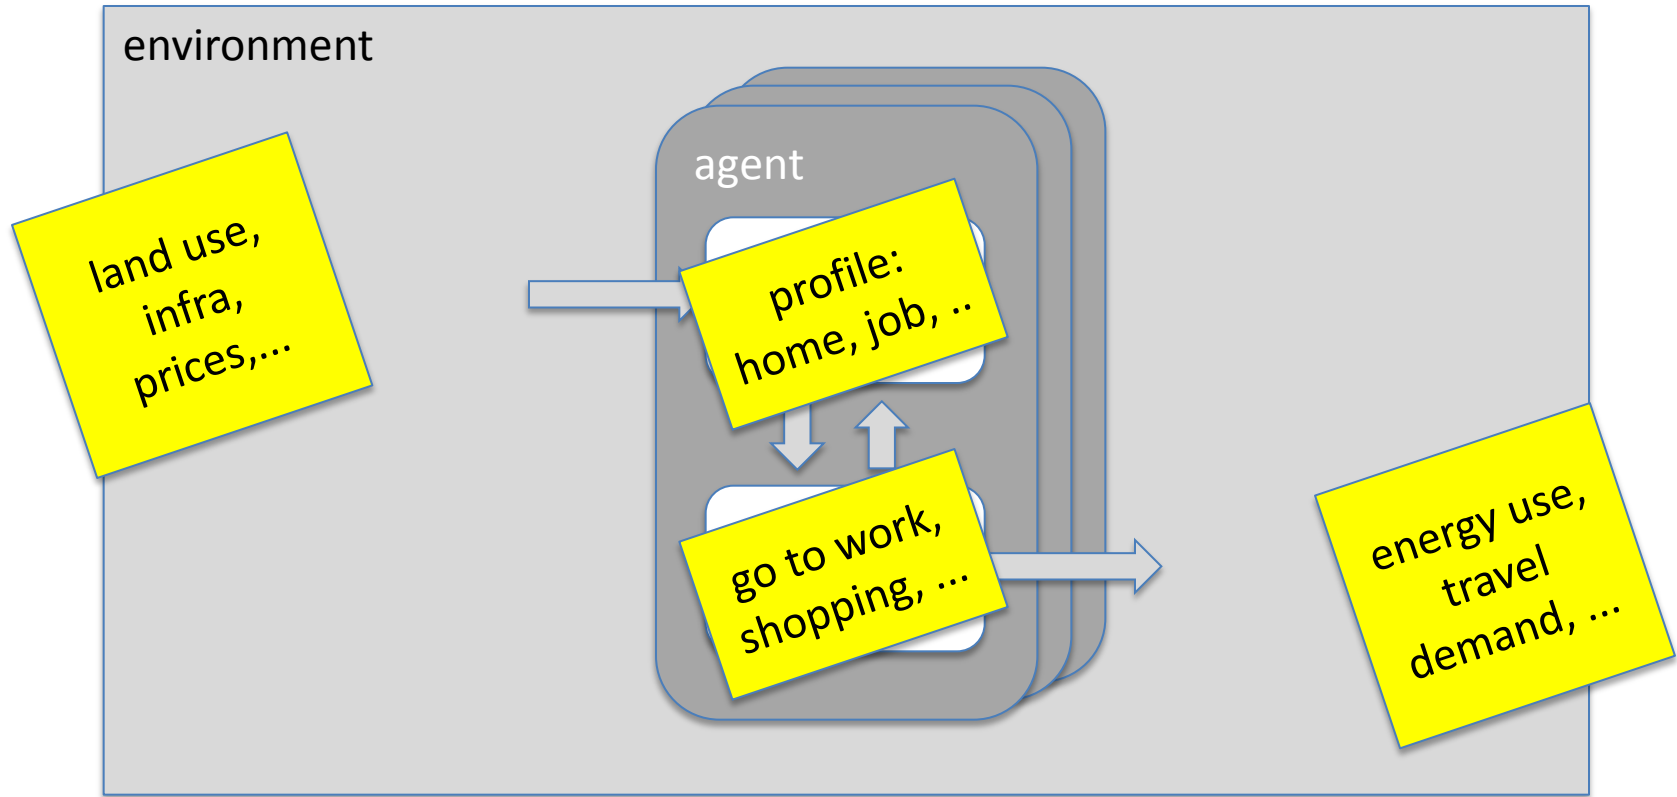 environment
agent
land use,
infra,
prices,...
profile:
home, job, ..
go to work,
shopping, ...
energy use,
travel
demand, ...